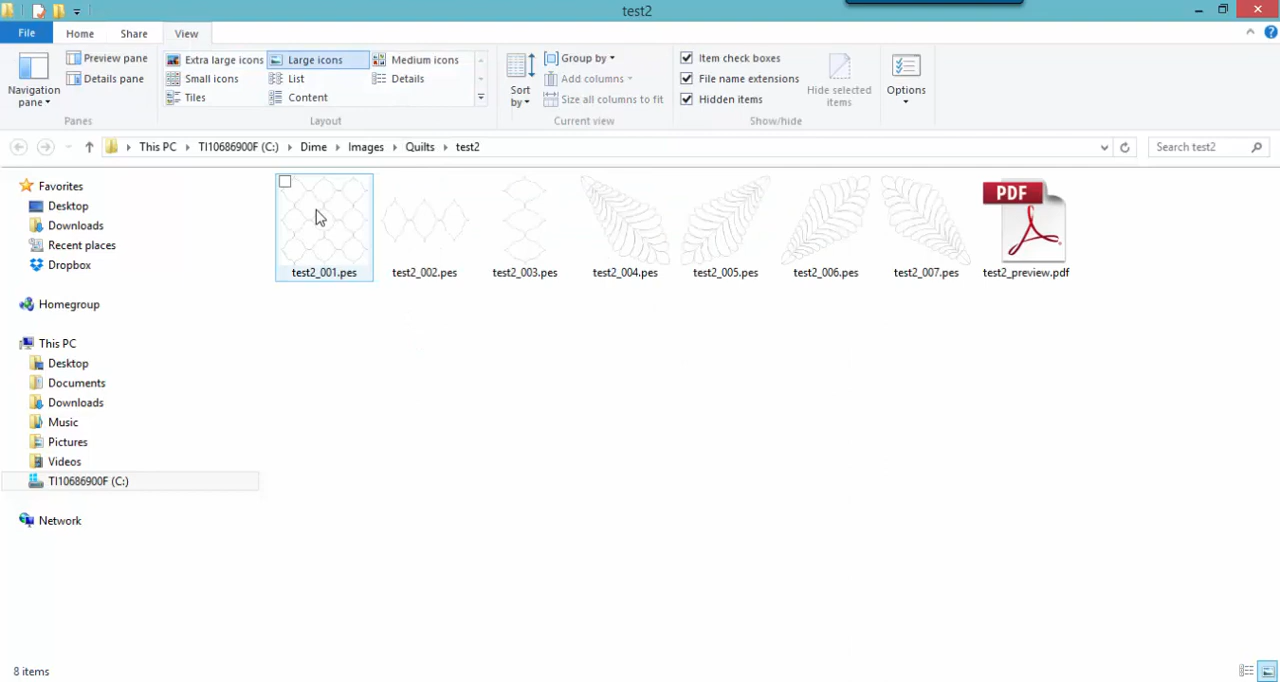 test2
File Home Share View
Preview pane
Details pane
Navigation pane
Panes
Extra large icons Large icons Medium icons
Small icons List Details
Tiles Content
Layout
Sort by
Group by
Add columns
Size all columns to fit
Current view
Item check boxes
File name extensions
Hidden items
Hide selected items
Show/hide
Options
This PC TI10686900F (C:) Dime Images Quilts test2
Search test2
Favorites
Desktop
Downloads
Recent places
Dropbox
Homegroup
This PC
Desktop
Documents
Downloads
Music
Pictures
Videos
TI10686900F (C:)
Network
PDF
test2_001.pes test2_002.pes test2_003.pes test2_004.pes test2_005.pes test2_006.pes test2_007.pes test2_preview.pdf
8 items